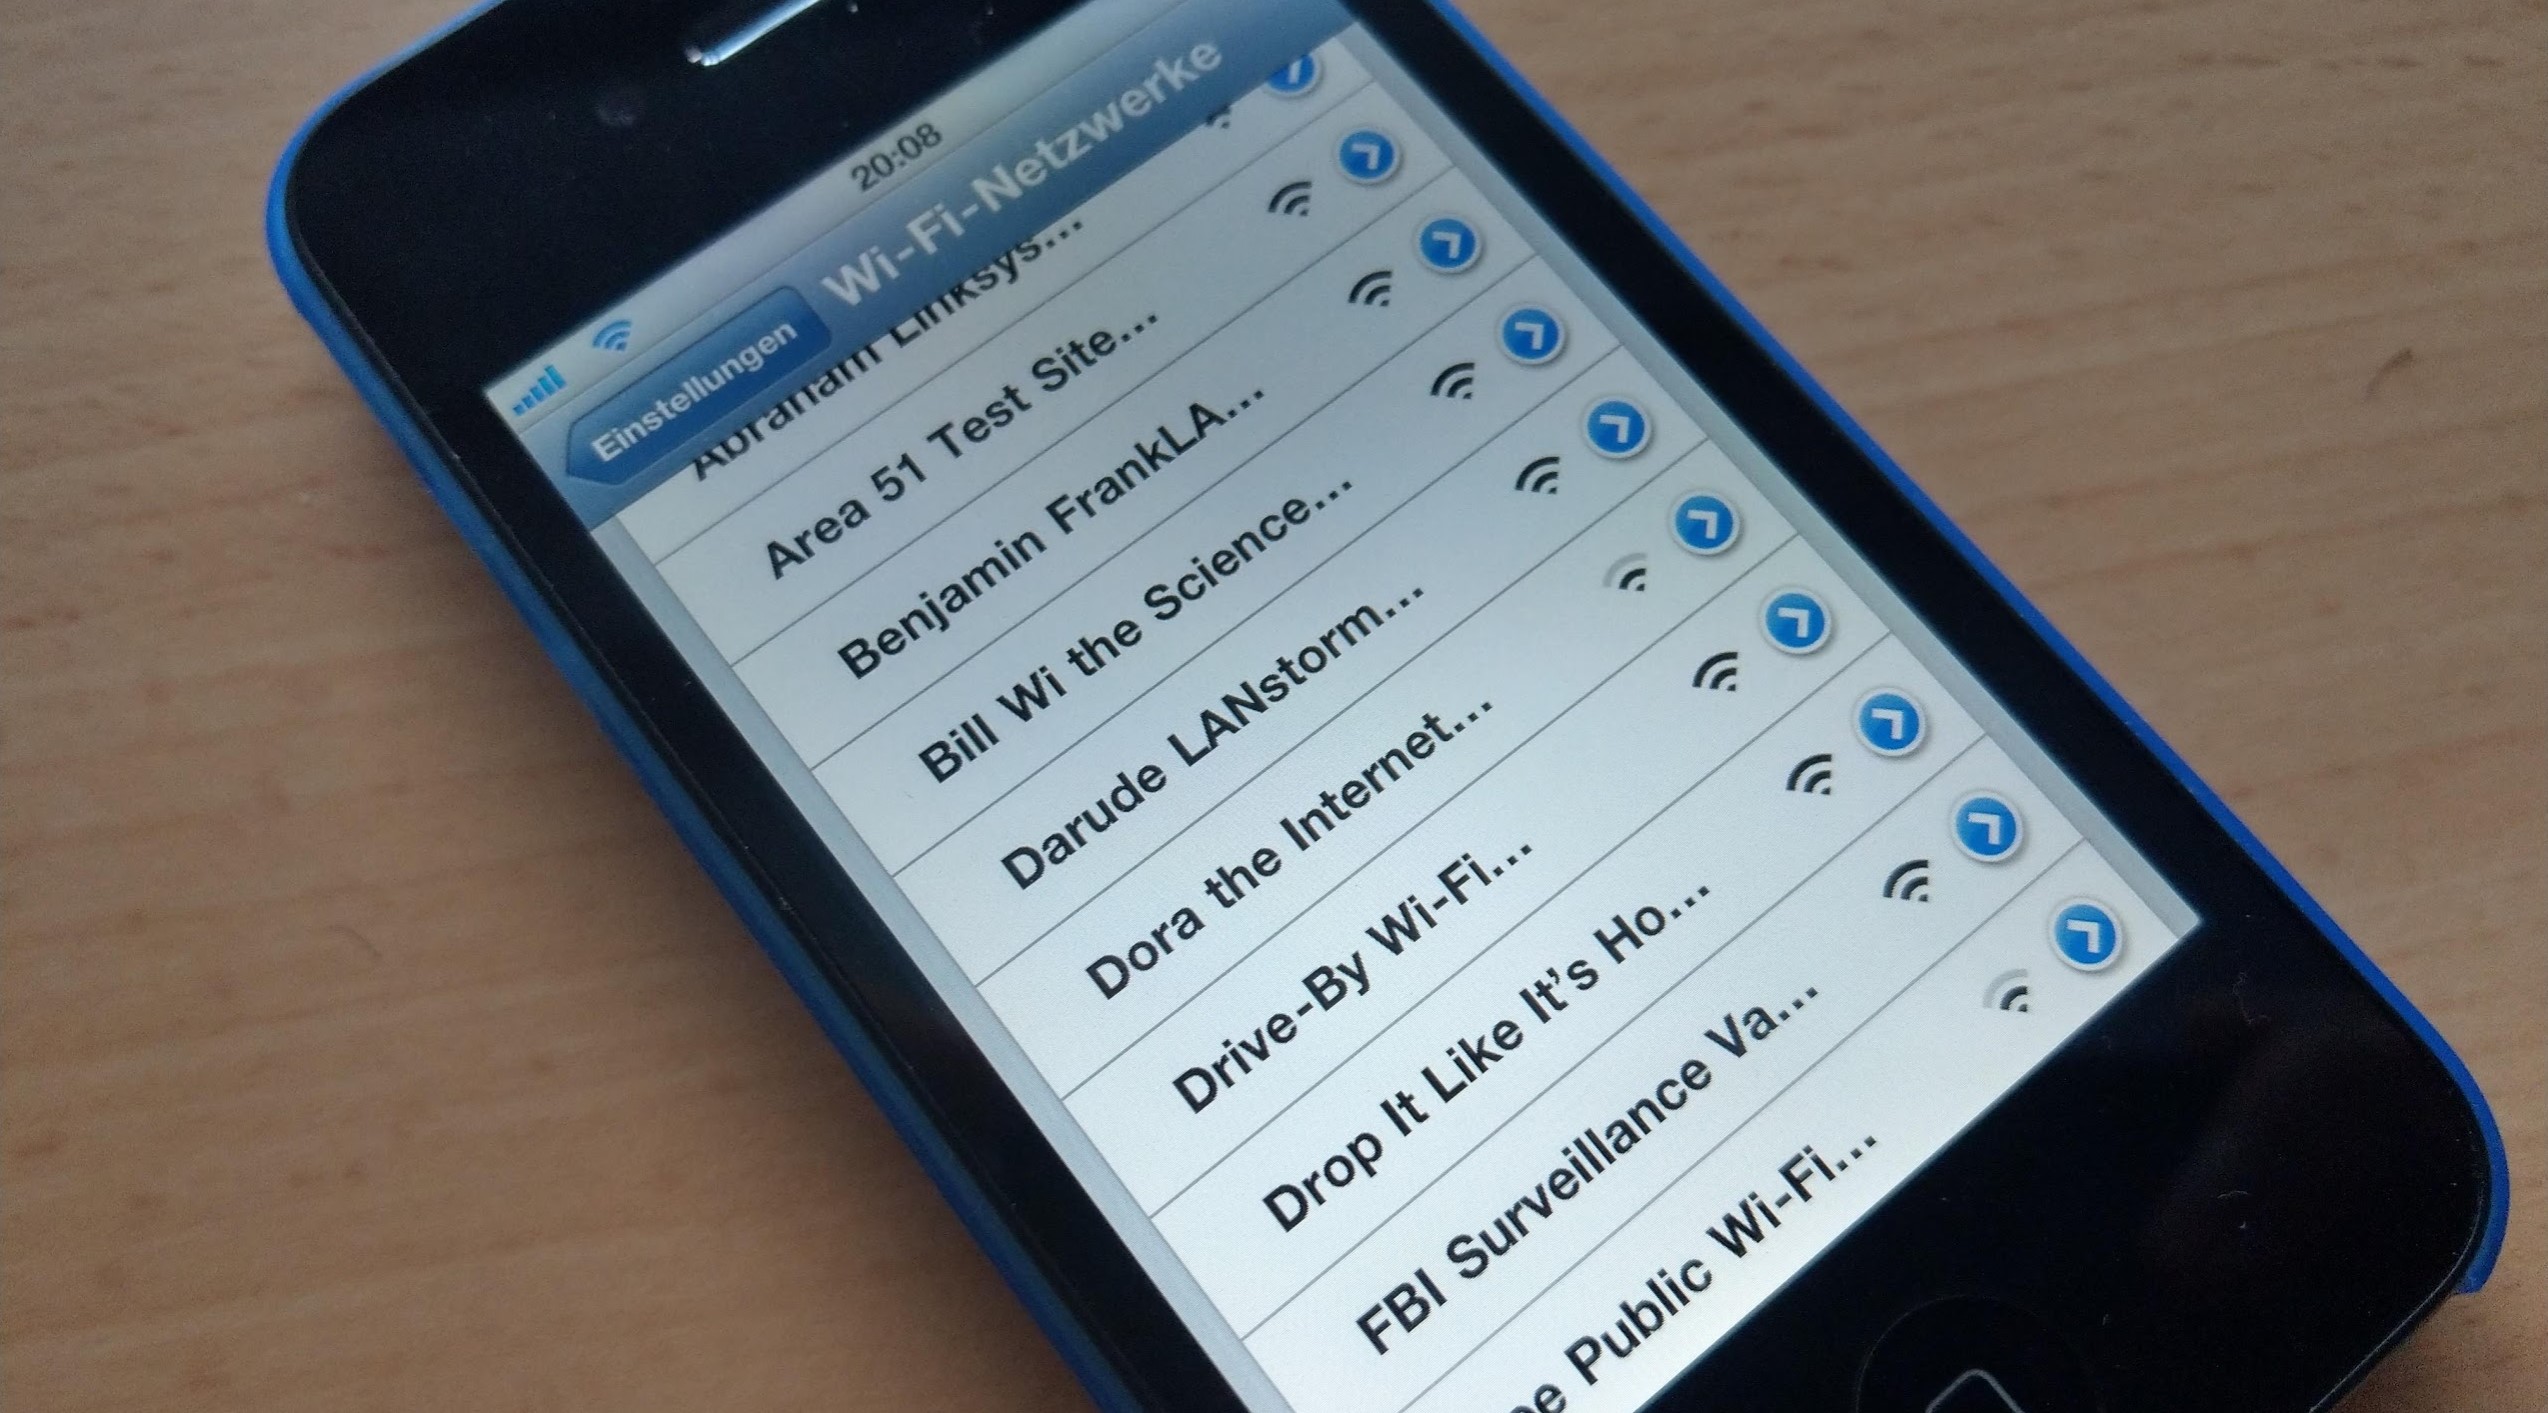 20:08
Einstellungen
Wi-Fi-Netzwerke
Abraham Linksys...
Area 51 Test Site...
Benjamin FrankLA...
Bill Wi the Science...
Darude LANstorm...
Dora the Internet...
Drive-By Wi-Fi...
Drop It Like It’s Ho...
FBI Surveillance Va...
Public Wi-Fi...